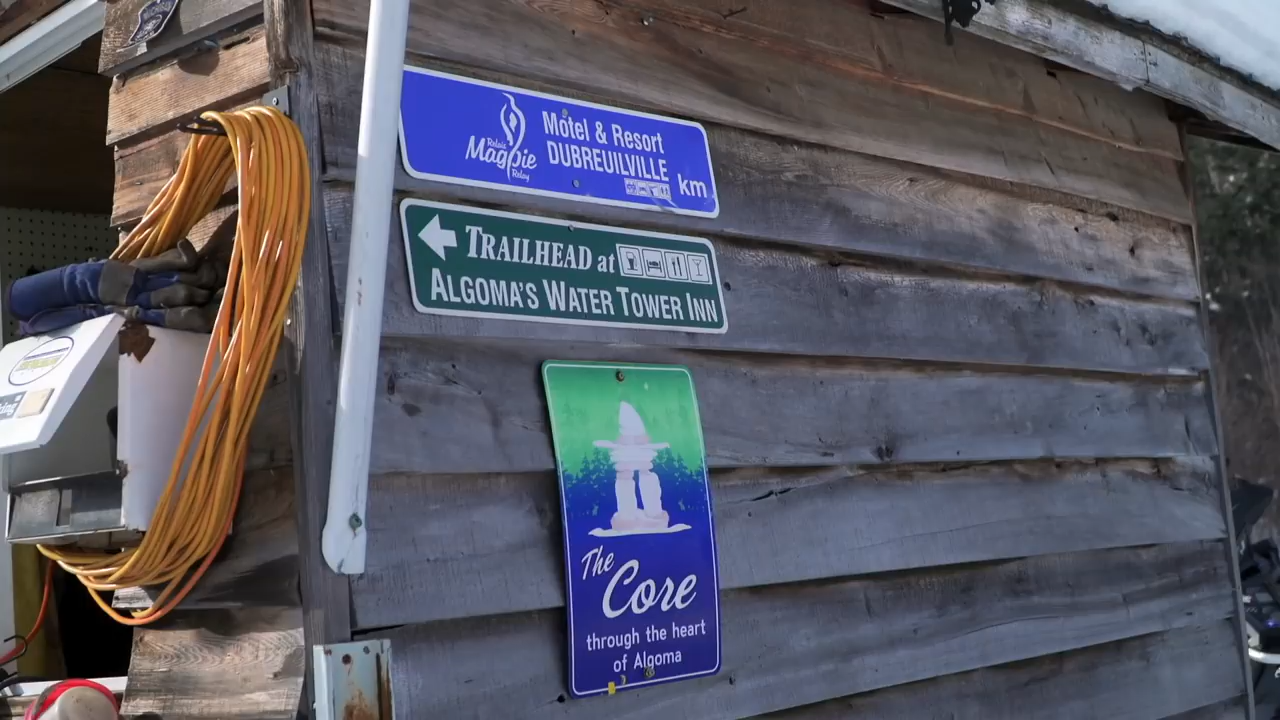 Relais
Magpie
Relay
Motel & Resort
DUBREUILVILLE
km
TRAILHEAD at
ALGOMA'S WATER TOWER INN
The
Core
through the heart
of Algoma